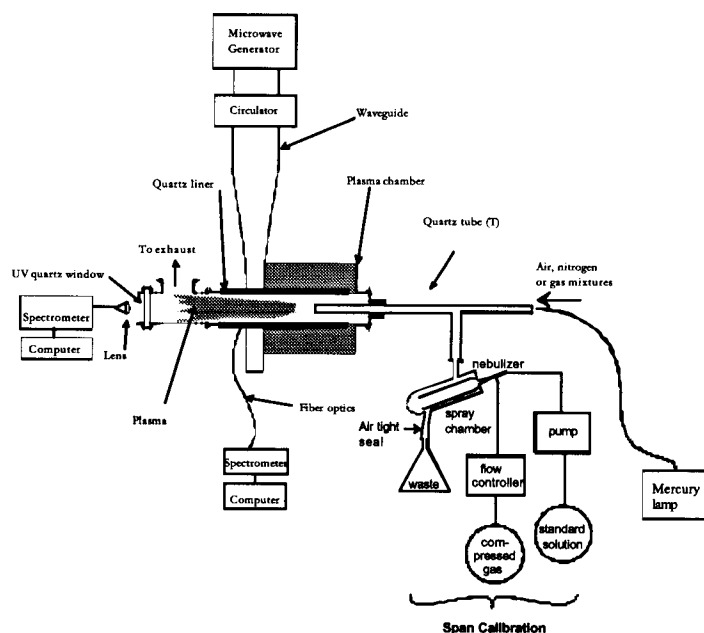 Microwave
Generator
Circulator
Waveguide
Quartz liner
Plasma chamber
To exhaust
Quartz tube (T)
UV quartz window
Air, nitrogen
or gas mixtures
Spectrometer
Computer
Lens
nebulizer
Plasma
Fiber optics
Air tight
seal
spray
chamber
pump
Spectrometer
Computer
waste
flow
controller
Mercury
lamp
com-
pressed
gas
standard
solution
Span Calibration